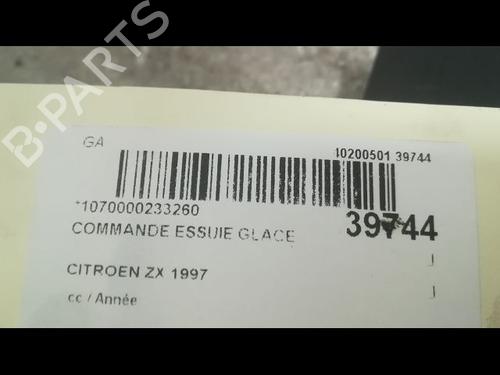 B-PARTS
GA
10200501 39744
*1070000233260
39744
COMMANDE ESSUIE GLACE
J
CITROEN ZX 1997
J
cc / Année